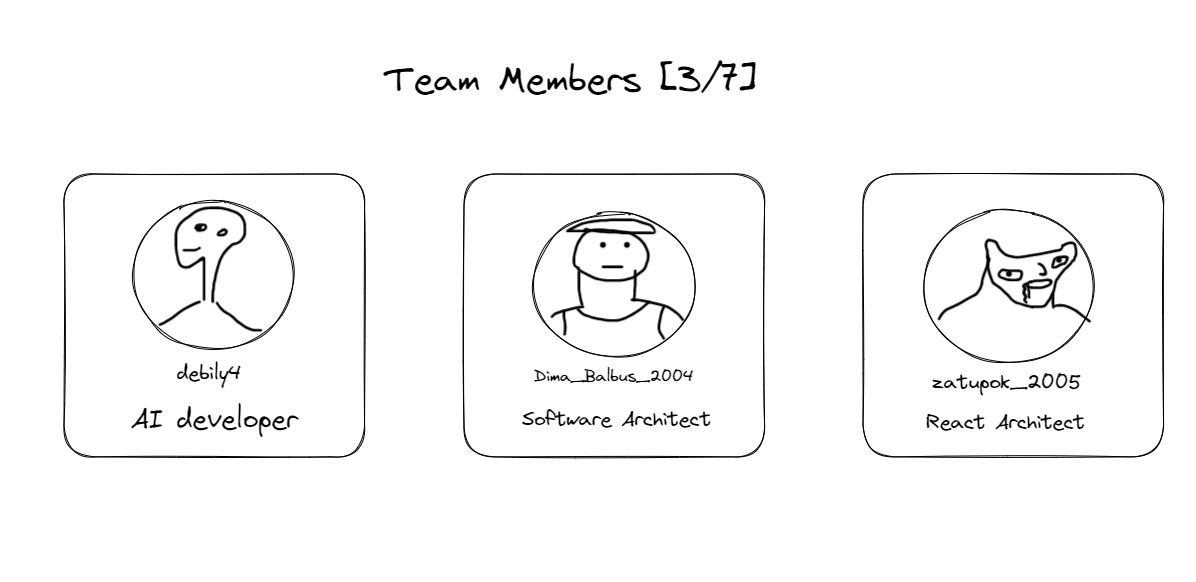 Team Members [3/7]
debily4
AI developer
Dima_Balbus_2004
Software Architect
zatupok_2005
React Architect